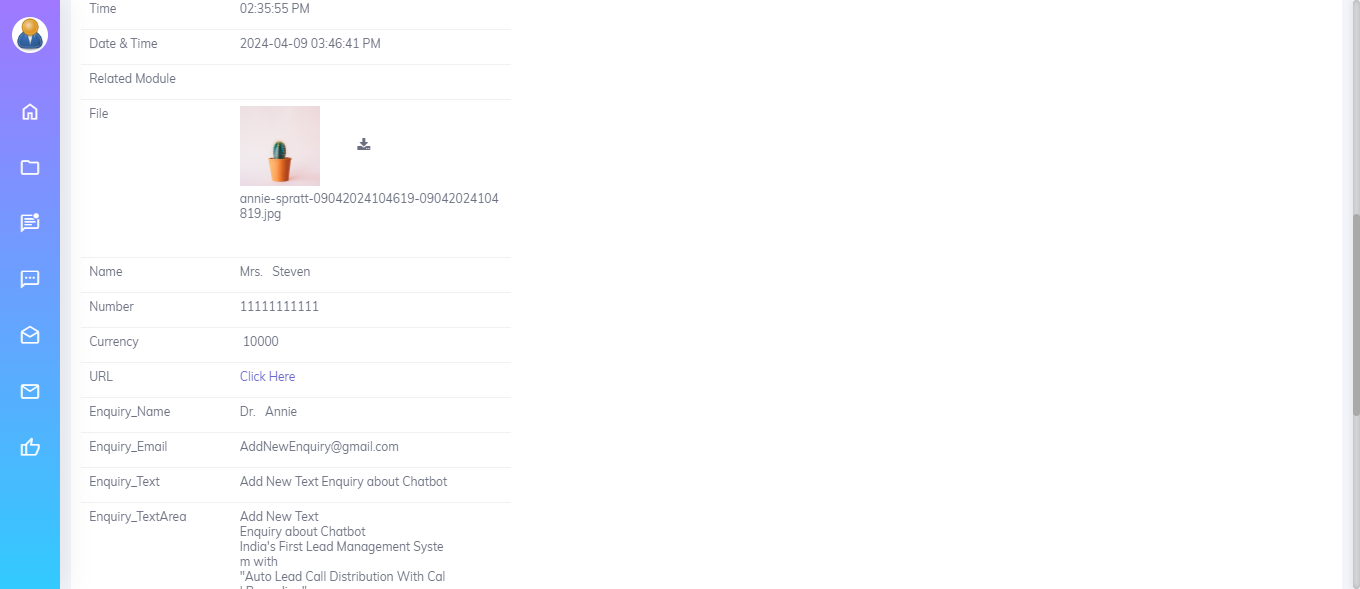 Time 02:35:55 PM
Date & Time 2024-04-09 03:46:41 PM
Related Module
File
annie-spratt-09042024104619-09042024104
819.jpg
Name Mrs. Steven
Number 11111111111
Currency 10000
URL Click Here
Enquiry_Name Dr. Annie
Enquiry_Email AddNewEnquiry@gmail.com
Enquiry_Text Add New Text Enquiry about Chatbot
Enquiry_TextArea Add New Text
Enquiry about Chatbot
India's First Lead Management Syste
m with
"Auto Lead Call Distribution With Cal